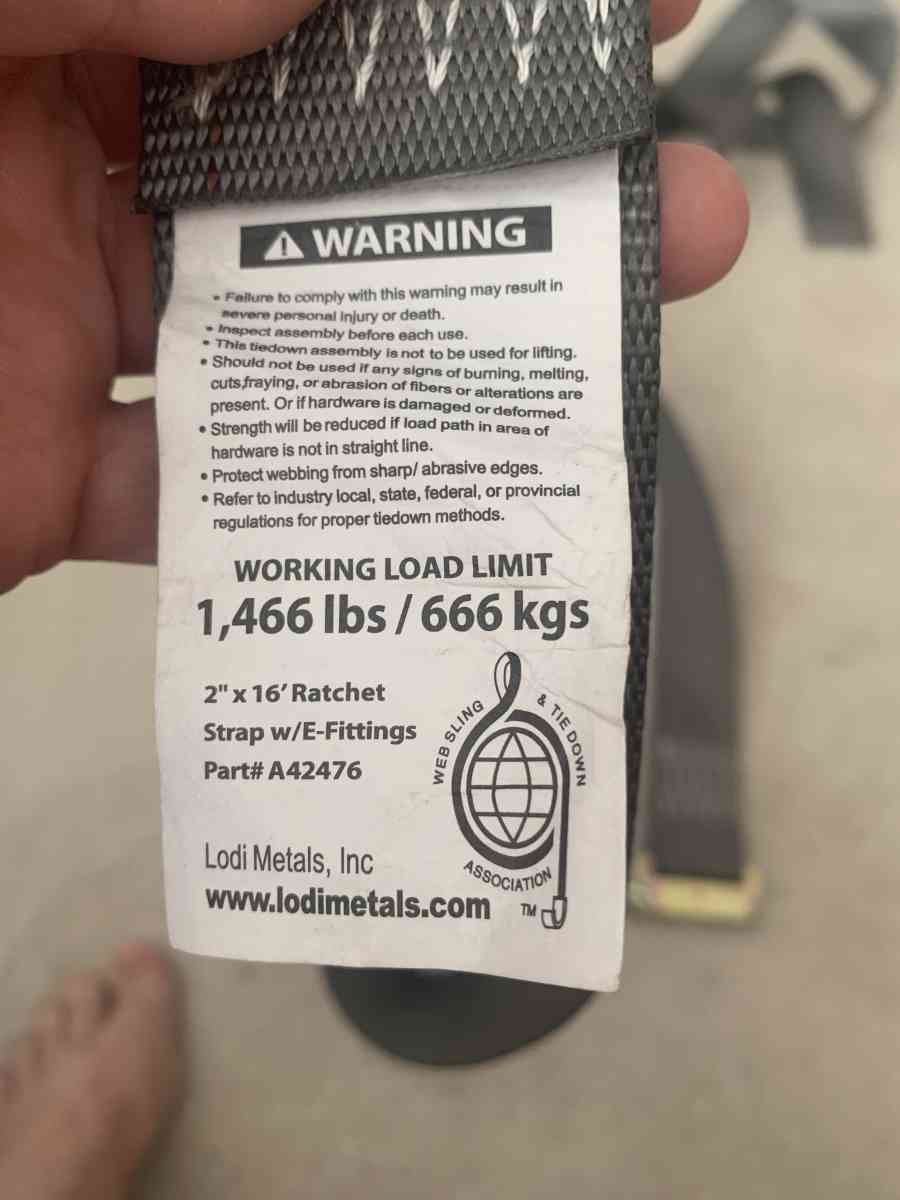 ⚠ WARNING
• Failure to comply with this warning may result in
severe personal injury or death.
• Inspect assembly before each use.
• This tiedown assembly is not to be used for lifting.
• Should not be used if any signs of burning, melting,
cuts,fraying, or abrasion of fibers or alterations are
present. Or if hardware is damaged or deformed.
• Strength will be reduced if load path in area of
hardware is not in straight line.
• Protect webbing from sharp/ abrasive edges.
• Refer to industry local, state, federal, or provincial
regulations for proper tiedown methods.
WORKING LOAD LIMIT
1,466 lbs / 666 kgs
2" x 16' Ratchet
Strap w/E-Fittings
Part# A42476
WEB SLING & TIE DOWN
ASSOCIATION
TM
Lodi Metals, Inc
www.lodimetals.com